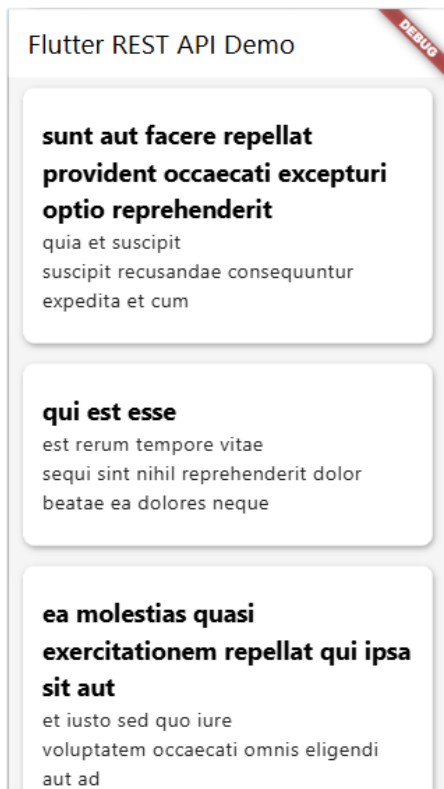 Flutter REST API Demo
DEBUG
sunt aut facere repellat
provident occaecati excepturi
optio reprehenderit
quia et suscipit
suscipit recusandae consequuntur
expedita et cum
qui est esse
est rerum tempore vitae
sequi sint nihil reprehenderit dolor
beatae ea dolores neque
ea molestias quasi
exercitationem repellat qui ipsa
sit aut
et iusto sed quo iure
voluptatem occaecati omnis eligendi
aut ad